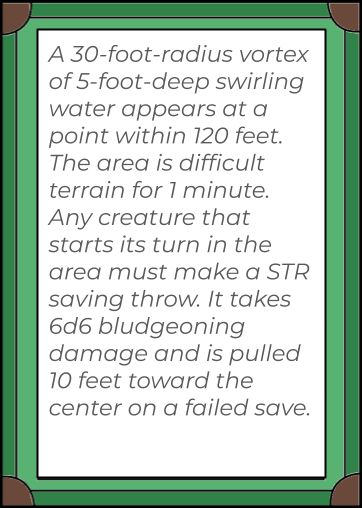 A 30-foot-radius vortex
of 5-foot-deep swirling
water appears at a
point within 120 feet.
The area is difficult
terrain for 1 minute.
Any creature that
starts its turn in the
area must make a STR
saving throw. It takes
6d6 bludgeoning
damage and is pulled
10 feet toward the
center on a failed save.